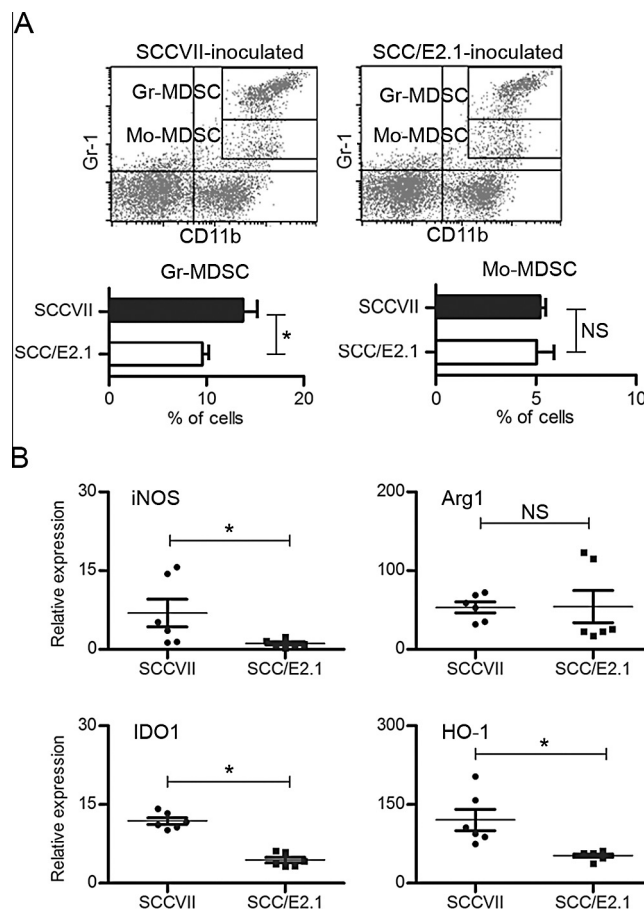 A
SCCVII-inoculated
SCC/E2.1-inoculated
Gr-1
Gr-MDSC
Mo-MDSC
CD11b
Gr-1
Gr-MDSC
Mo-MDSC
CD11b
Gr-MDSC
SCCVII
SCC/E2.1
*
0 10 20
% of cells
Mo-MDSC
SCCVII
SCC/E2.1
NS
0 5 10
% of cells
B
Relative expression
30
15
0
iNOS
*
SCCVII SCC/E2.1
200
100
0
Arg1
NS
SCCVII SCC/E2.1
Relative expression
30
15
0
IDO1
*
SCCVII SCC/E2.1
300
150
0
HO-1
*
SCCVII SCC/E2.1